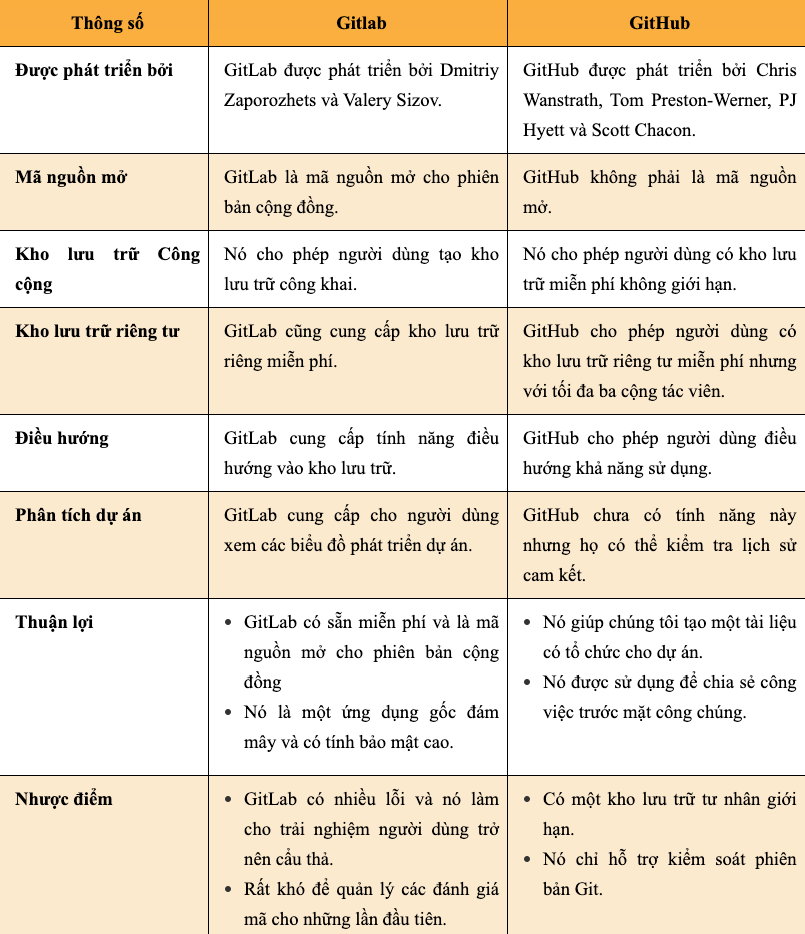 Thông số
Gitlab
GitHub
Được phát triển bởi
GitLab được phát triển bởi Dmitriy
Zaporozhets và Valery Sizov.
GitHub được phát triển bởi Chris
Wanstrath, Tom Preston-Werner, PJ
Hyett và Scott Chacon.
Mã nguồn mở
GitLab là mã nguồn mở cho phiên
bản cộng đồng.
GitHub không phải là mã nguồn
mở.
Kho lưu trữ Công
cộng
Nó cho phép người dùng tạo kho
lưu trữ công khai.
Nó cho phép người dùng có kho lưu
trữ miễn phí không giới hạn.
Kho lưu trữ riêng tư
GitLab cũng cung cấp kho lưu trữ
riêng miễn phí.
GitHub cho phép người dùng có
kho lưu trữ riêng tư miễn phí nhưng
với tối đa ba cộng tác viên.
Điều hướng
GitLab cung cấp tính năng điều
hướng vào kho lưu trữ.
GitHub cho phép người dùng điều
hướng khả năng sử dụng.
Phân tích dự án
GitLab cung cấp cho người dùng
xem các biểu đồ phát triển dự án.
GitHub chưa có tính năng này
nhưng họ có thể kiểm tra lịch sử
cam kết.
Thuận lợi
• GitLab có sẵn miễn phí và là mã
nguồn mở cho phiên bản cộng
đồng
• Nó là một ứng dụng gốc đám
mây và có tính bảo mật cao.
• Nó giúp chúng tôi tạo một tài liệu
có tổ chức cho dự án.
• Nó được sử dụng để chia sẻ công
việc trước mặt công chúng.
Nhược điểm
• GitLab có nhiều lỗi và nó làm
cho trải nghiệm người dùng trở
nên cẩu thả.
• Rất khó để quản lý các đánh giá
mã cho những lần đầu tiên.
• Có một kho lưu trữ tư nhân giới
hạn.
• Nó chỉ hỗ trợ kiểm soát phiên
bản Git.